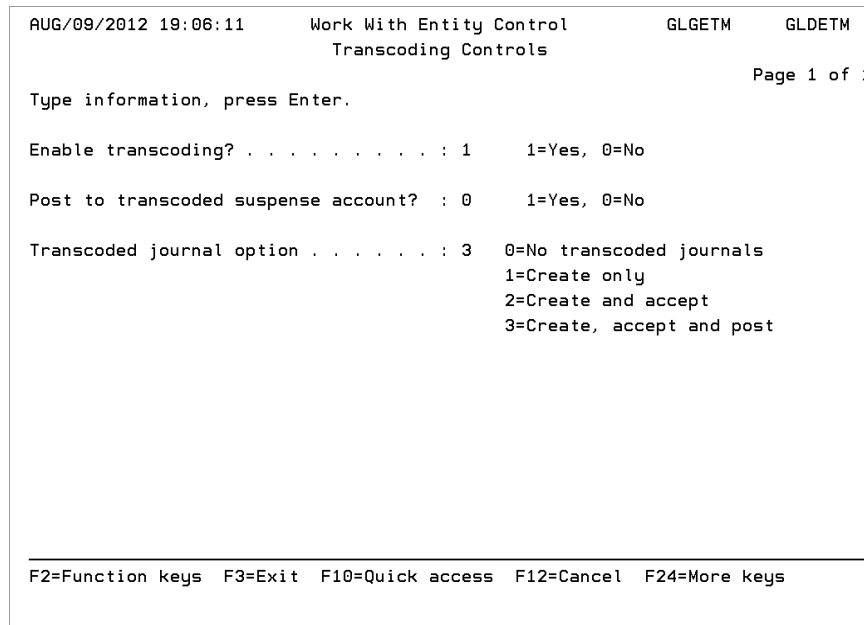 AUG/09/2012 19:06:11 Work With Entity Control GLGETM GLDETM
Transcoding Controls
Page 1 of
Type information, press Enter.
Enable transcoding? . . . . . . . . . : 1 1=Yes, 0=No
Post to transcoded suspense account? : 0 1=Yes, 0=No
Transcoded journal option . . . . . . : 3 0=No transcoded journals
1=Create only
2=Create and accept
3=Create, accept and post
F2=Function keys F3=Exit F10=Quick access F12=Cancel F24=More keys